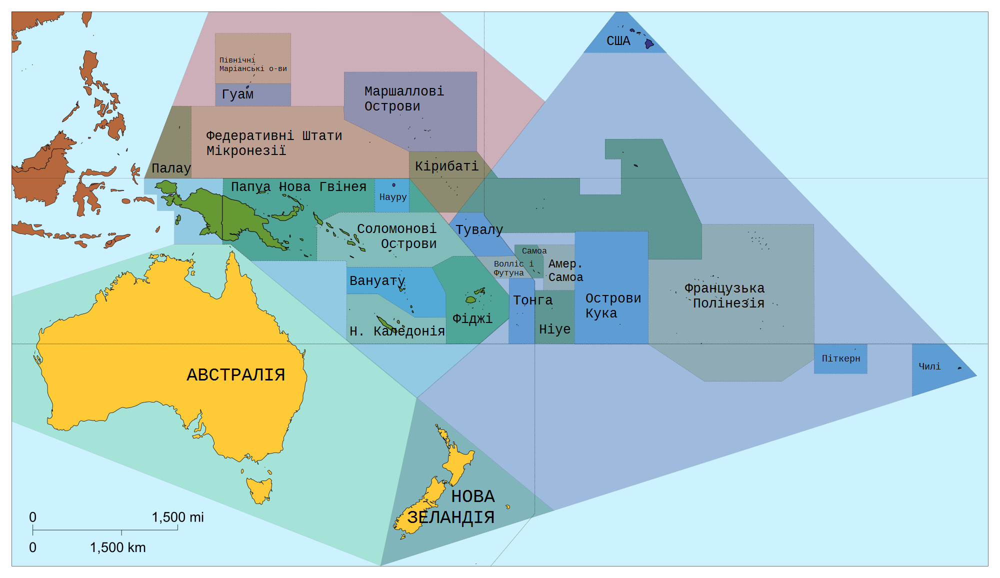 США
Північні
Маріанські о-ви
Гуам
Маршаллові
Острови
Федеративні Штати
Мікронезії
Палау
Кірибаті
Папуа Нова Гвінея
Науру
Соломонові
Острови
Тувалу
Самоа
Волліс і
Футуна
Амер.
Самоа
Вануату
Французька
Полінезія
Острови
Кука
Тонга
Фіджі
Ніуе
Н. Каледонія
Піткерн
Чилі
АВСТРАЛІЯ
НОВА
ЗЕЛАНДІЯ
0 1,500 mi
0 1,500 km